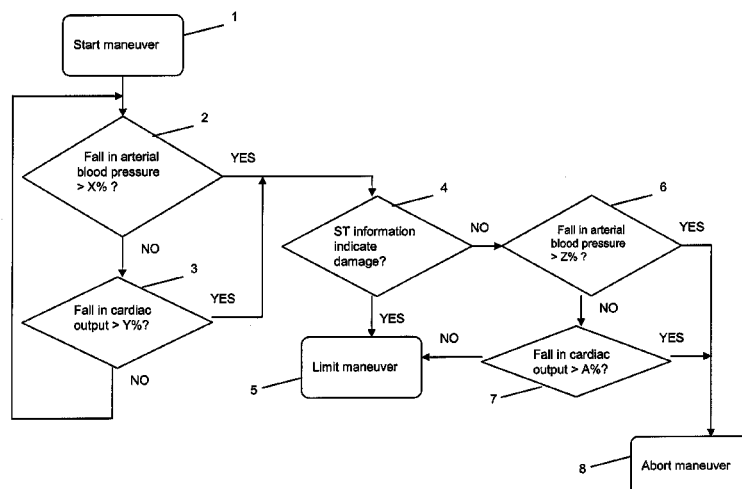 1
Start maneuver
2
Fall in arterial
blood pressure
> X% ?
YES
NO
3
Fall in cardiac
output > Y%?
YES
NO
4
ST information
indicate
damage?
NO
YES
5
Limit maneuver
6
Fall in arterial
blood pressure
> Z% ?
YES
NO
7
Fall in cardiac
output > A%?
NO
YES
8
Abort maneuver